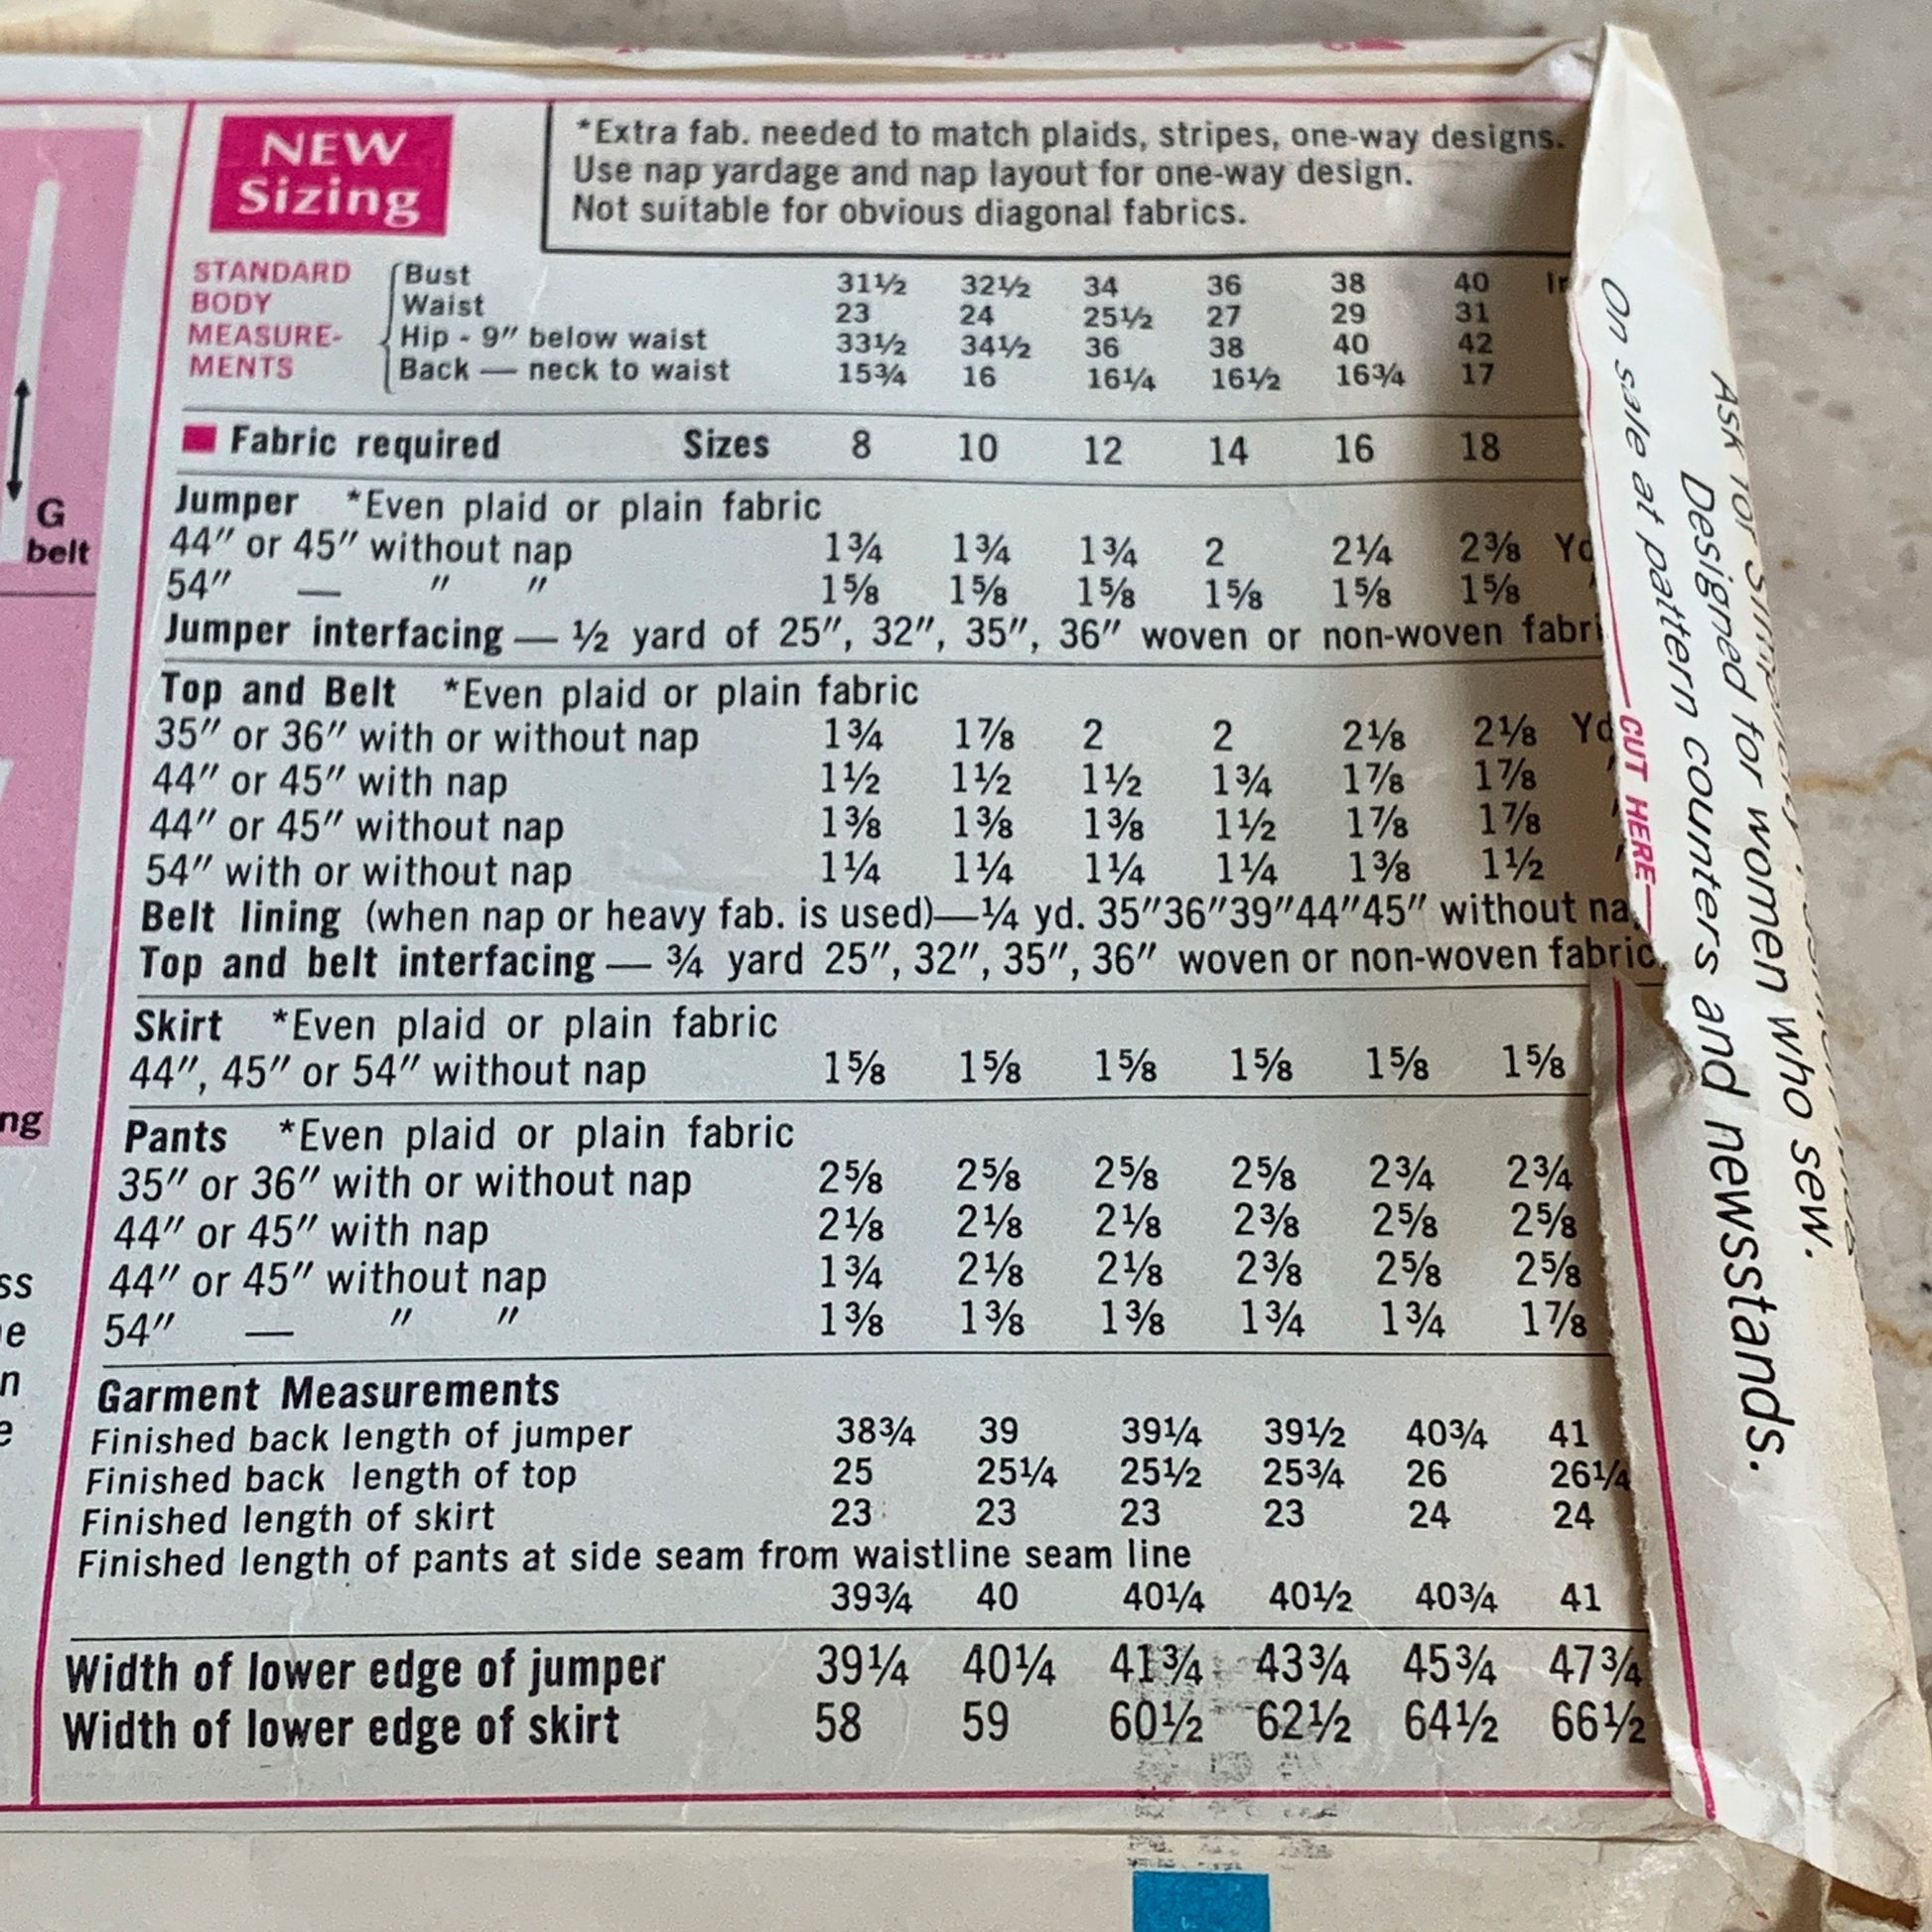 NEW
Sizing
*Extra fab. needed to match plaids, stripes, one-way designs.
Use nap yardage and nap layout for one-way design.
Not suitable for obvious diagonal fabrics.
STANDARD
BODY
MEASURE-
MENTS
Bust 31½ 32½ 34 36 38 40
Waist 23 24 25½ 27 29 31
Hip - 9″ below waist 33½ 34½ 36 38 40 42
Back — neck to waist 15¾ 16 16¼ 16½ 16¾ 17
Fabric required Sizes 8 10 12 14 16 18
Jumper *Even plaid or plain fabric
44″ or 45″ without nap 1¾ 1¾ 1¾ 2 2¼ 2⅜
54″ — ″ ″ 1⅝ 1⅝ 1⅝ 1⅝ 1⅝ 1⅝
Jumper interfacing — ½ yard of 25″, 32″, 35″, 36″ woven or non-woven fabri
Top and Belt *Even plaid or plain fabric
35″ or 36″ with or without nap 1¾ 1⅞ 2 2 2⅛ 2⅛
44″ or 45″ with nap 1½ 1½ 1½ 1¾ 1⅞ 1⅞
44″ or 45″ without nap 1⅜ 1⅜ 1⅜ 1½ 1⅞ 1⅞
54″ with or without nap 1¼ 1¼ 1¼ 1¼ 1⅜ 1½
Belt lining (when nap or heavy fab. is used)—¼ yd. 35″36″39″44″45″ without na
Top and belt interfacing — ¾ yard 25″, 32″, 35″, 36″ woven or non-woven fabric.
Skirt *Even plaid or plain fabric
44″, 45″ or 54″ without nap 1⅝ 1⅝ 1⅝ 1⅝ 1⅝ 1⅝
Pants *Even plaid or plain fabric
35″ or 36″ with or without nap 2⅝ 2⅝ 2⅝ 2⅝ 2¾ 2¾
44″ or 45″ with nap 2⅛ 2⅛ 2⅛ 2⅜ 2⅝ 2⅝
44″ or 45″ without nap 1¾ 2⅛ 2⅛ 2⅜ 2⅝ 2⅝
54″ — ″ ″ 1⅜ 1⅜ 1⅜ 1¾ 1¾ 1⅞
Garment Measurements
Finished back length of jumper 38¾ 39 39¼ 39½ 40¾ 41
Finished back length of top 25 25¼ 25½ 25¾ 26 26¼
Finished length of skirt 23 23 23 23 24 24
Finished length of pants at side seam from waistline seam line
39¾ 40 40¼ 40½ 40¾ 41
Width of lower edge of jumper 39¼ 40¼ 41¾ 43¾ 45¾ 47¾
Width of lower edge of skirt 58 59 60½ 62½ 64½ 66½
G
belt
ng
ss
e
n
e
CUT HERE
Ask for
Designed for women who sew.
On sale at pattern counters and newsstands.